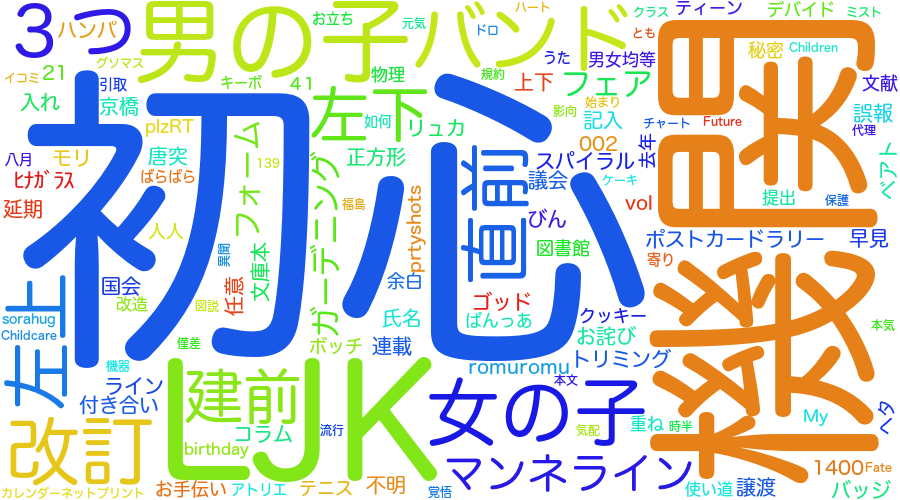 3つ
ハンパ
男の子
バンド
お立ち
元気
ハート
クラス
ティーン
デバイド
ミスト
ドロ
とも
グソマス
イコミ
21
引取
キーボ
41
物理
うた
男女均等
秘密
Children
入れ
京橋
左下
規約
上下
フェア
文献
plzRT
リュカ
如何
影向
始まり
記入
チャート
Future
誤報
代理
八月
モリ
唐突
139
正方形
002
去年
ヒナガラス
ばらばら
フォーム
ガーデニング
スパイラル
議会
ケーキ
ベアト
延期
人人
福島
prtyshots
直前
びん
vol
提出
保護
初心
機関
異聞
文庫本
図書館
ポストカードラリー
早見
国会
任意
余白
寄り
左上
改造
図説
ゴッド
クッキー
sorahug
氏名
ぱんっあ
お詫び
本気
Childcare
僅差
ボッチ
連載
トリミング
機器
romuromu
ライン
建前
LJK
本文
女の子
付き合い
My
ヘタ
改訂
コラム
流行
気配
重ね
時半
birthday
マンネライン
1400
Fate
カレンダーネットプリント
お手伝い
アトリエ
テニス
不明
覚悟
使い道
譲渡
バッジ